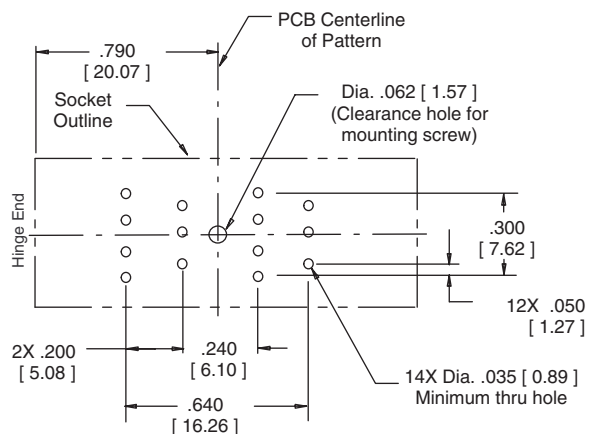 PCB Centerline
of Pattern
.790
[ 20.07 ]
Socket
Outline
Dia. .062 [ 1.57 ]
(Clearance hole for
mounting screw)
Hinge End
.300
[ 7.62 ]
12X .050
[ 1.27 ]
2X .200
[ 5.08 ]
.240
[ 6.10 ]
.640
[ 16.26 ]
14X Dia. .035 [ 0.89 ]
Minimum thru hole